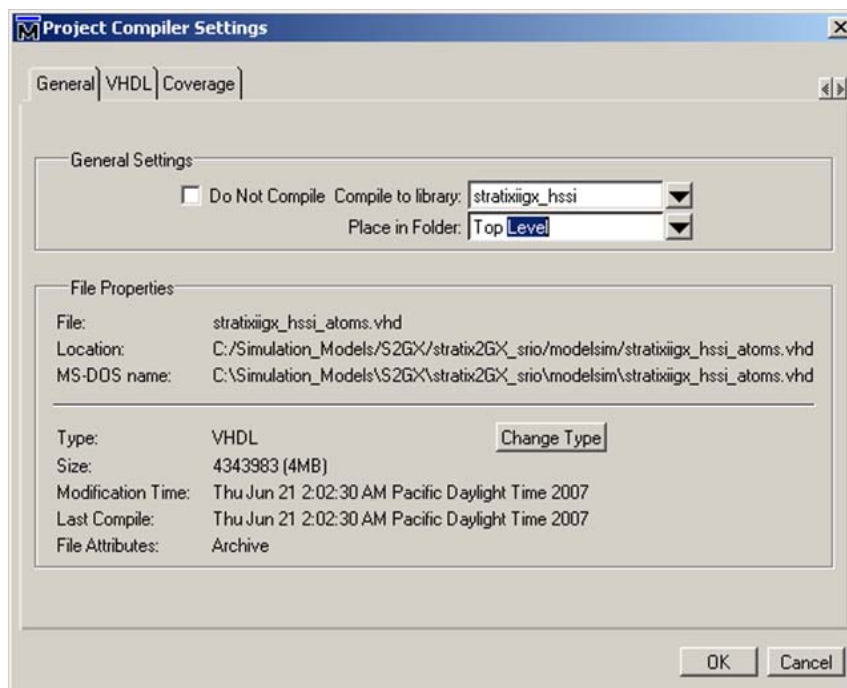 Project Compiler Settings
General VHDL Coverage
General Settings
Do Not Compile Compile to library: stratixiigx_hssi
Place in Folder: Top Level
File Properties
File: stratixiigx_hssi_atoms.vhd
Location: C:/Simulation_Models/S2GX/stratix2GX_srio/modelsim/stratixiigx_hssi_atoms.vhd
MS-DOS name: C:\Simulation_Models\S2GX\stratix2GX_srio\modelsim\stratixiigx_hssi_atoms.vhd
Type: VHDL Change Type
Size: 4343983 (4MB)
Modification Time: Thu Jun 21 2:02:30 AM Pacific Daylight Time 2007
Last Compile: Thu Jun 21 2:02:30 AM Pacific Daylight Time 2007
File Attributes: Archive
OK Cancel